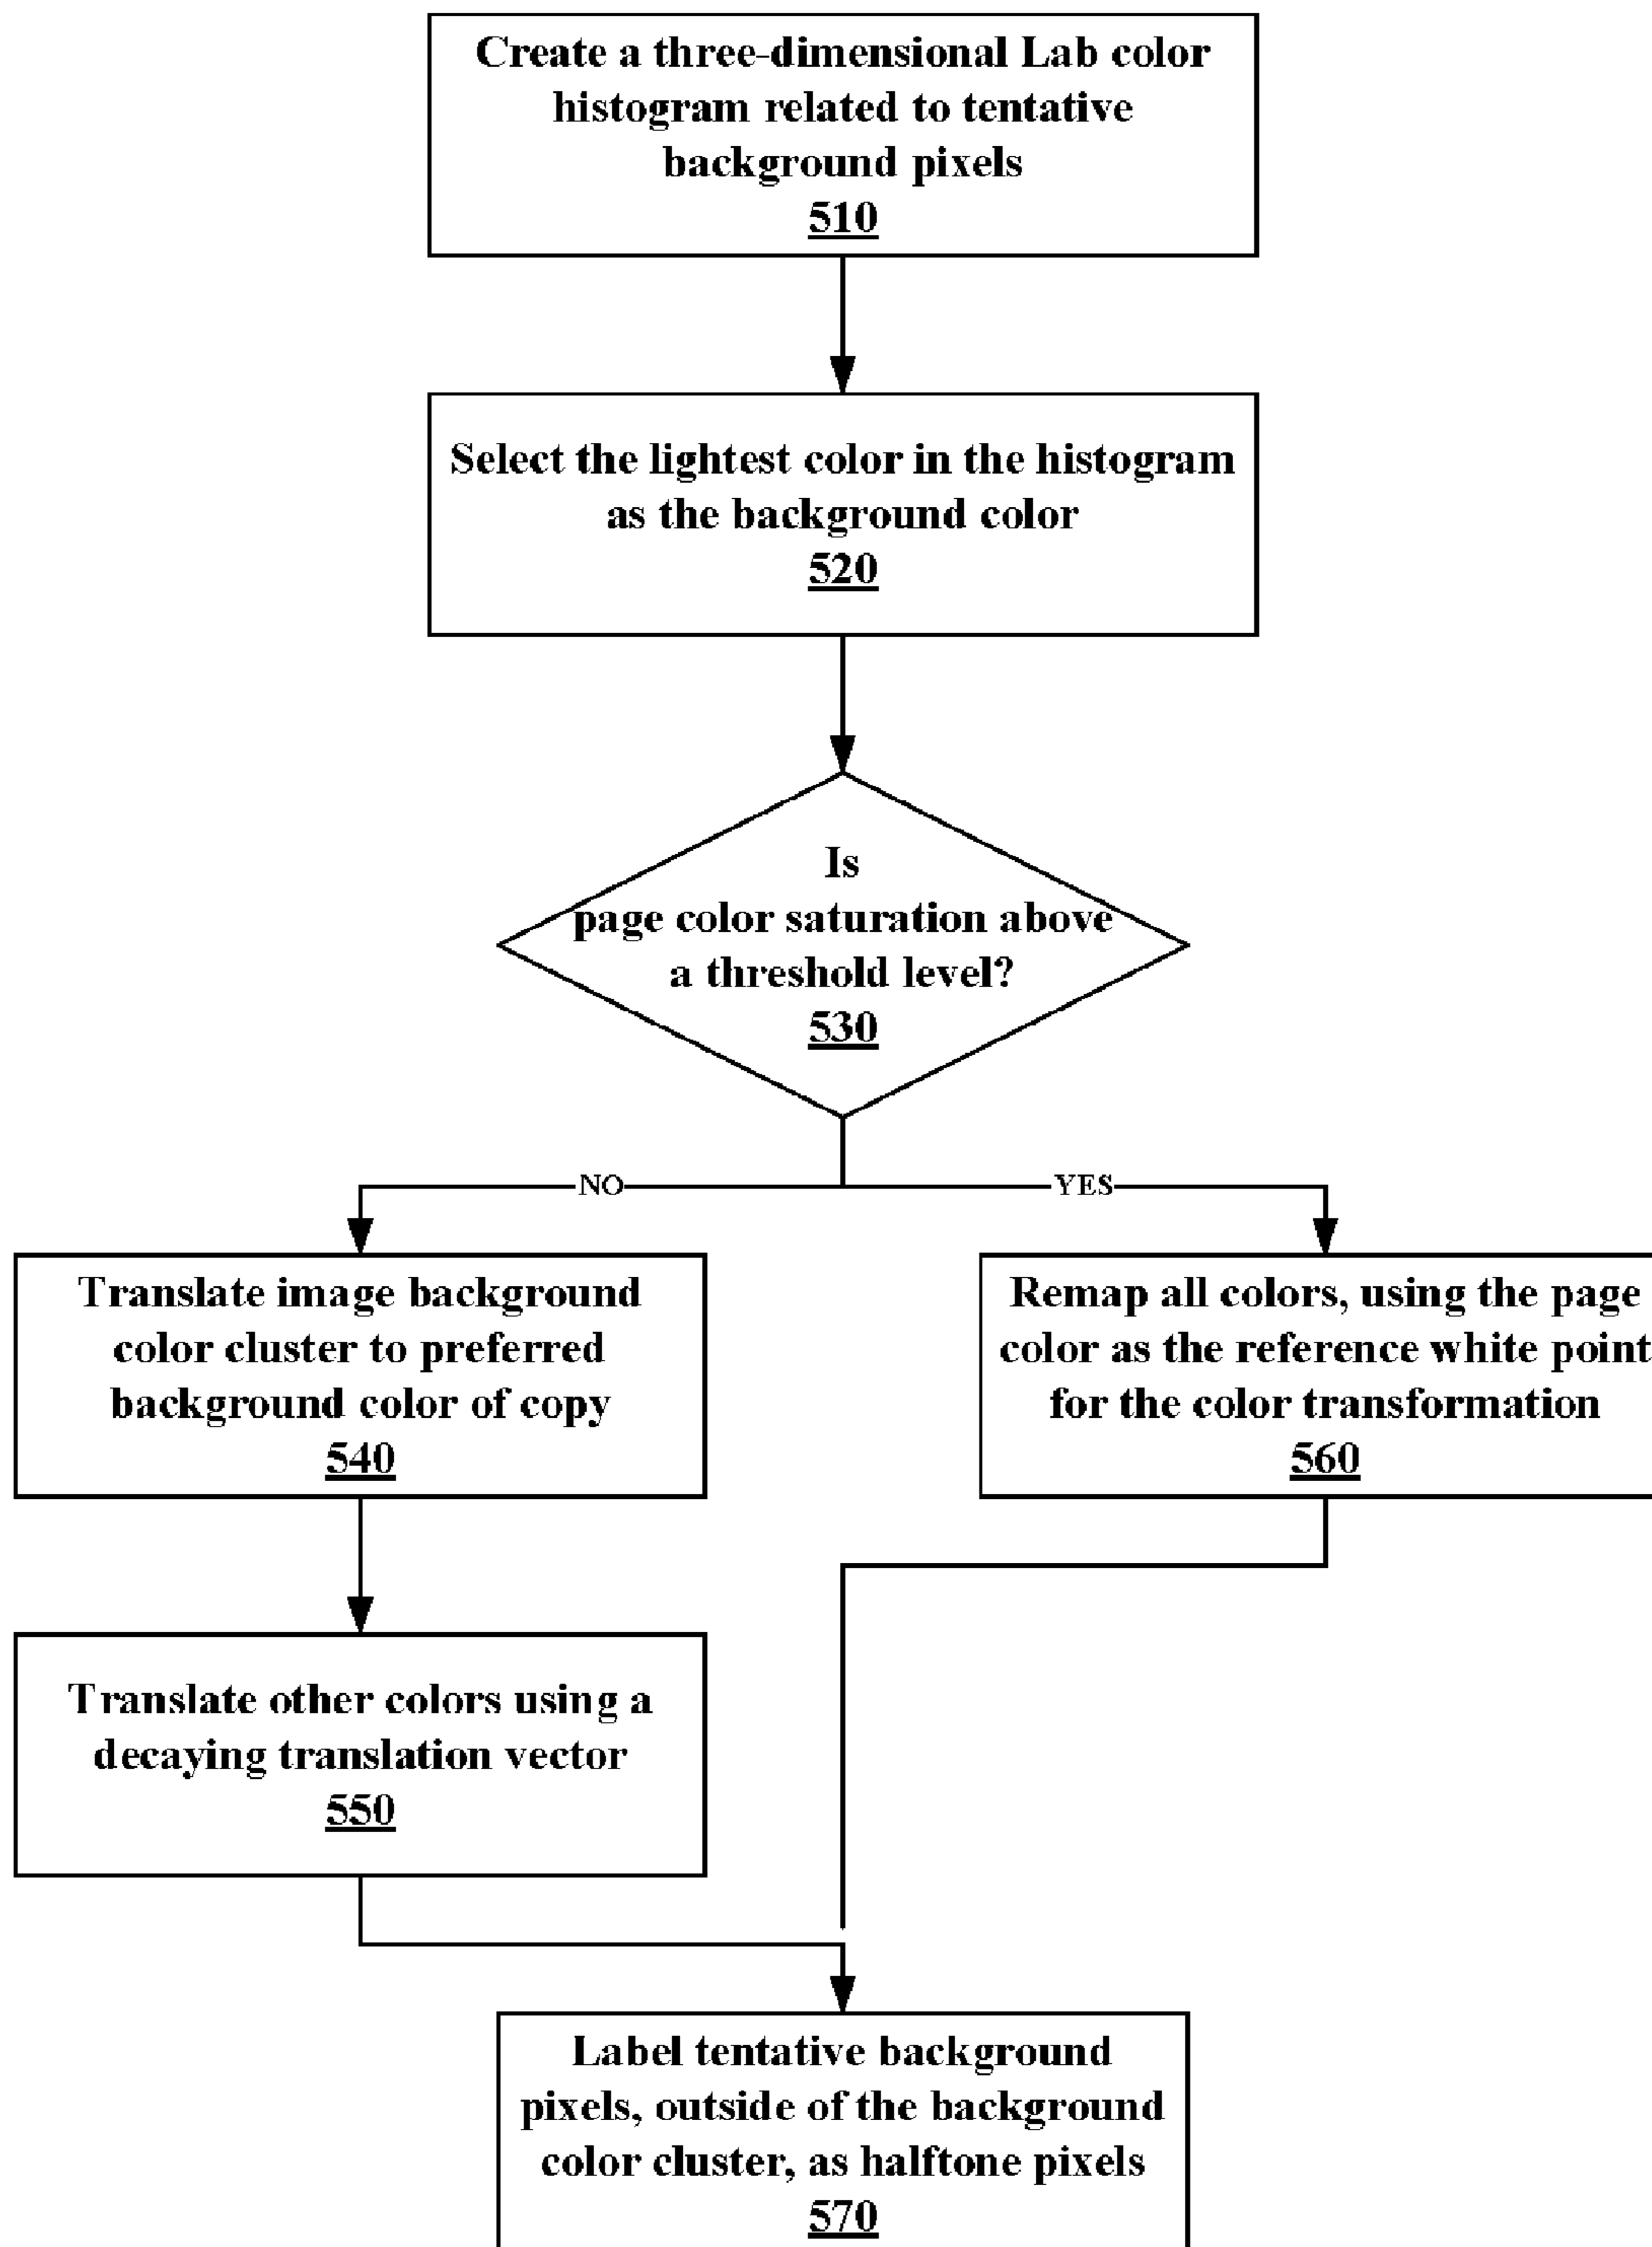 Create a three-dimensional Lab color
histogram related to tentative
background pixels
510
Select the lightest color in the histogram
as the background color
520
Is
page color saturation above
a threshold level?
530
NO
YES
Translate image background
color cluster to preferred
background color of copy
540
Remap all colors, using the page
color as the reference white point
for the color transformation
560
Translate other colors using a
decaying translation vector
550
Label tentative background
pixels, outside of the background
color cluster, as halftone pixels
570